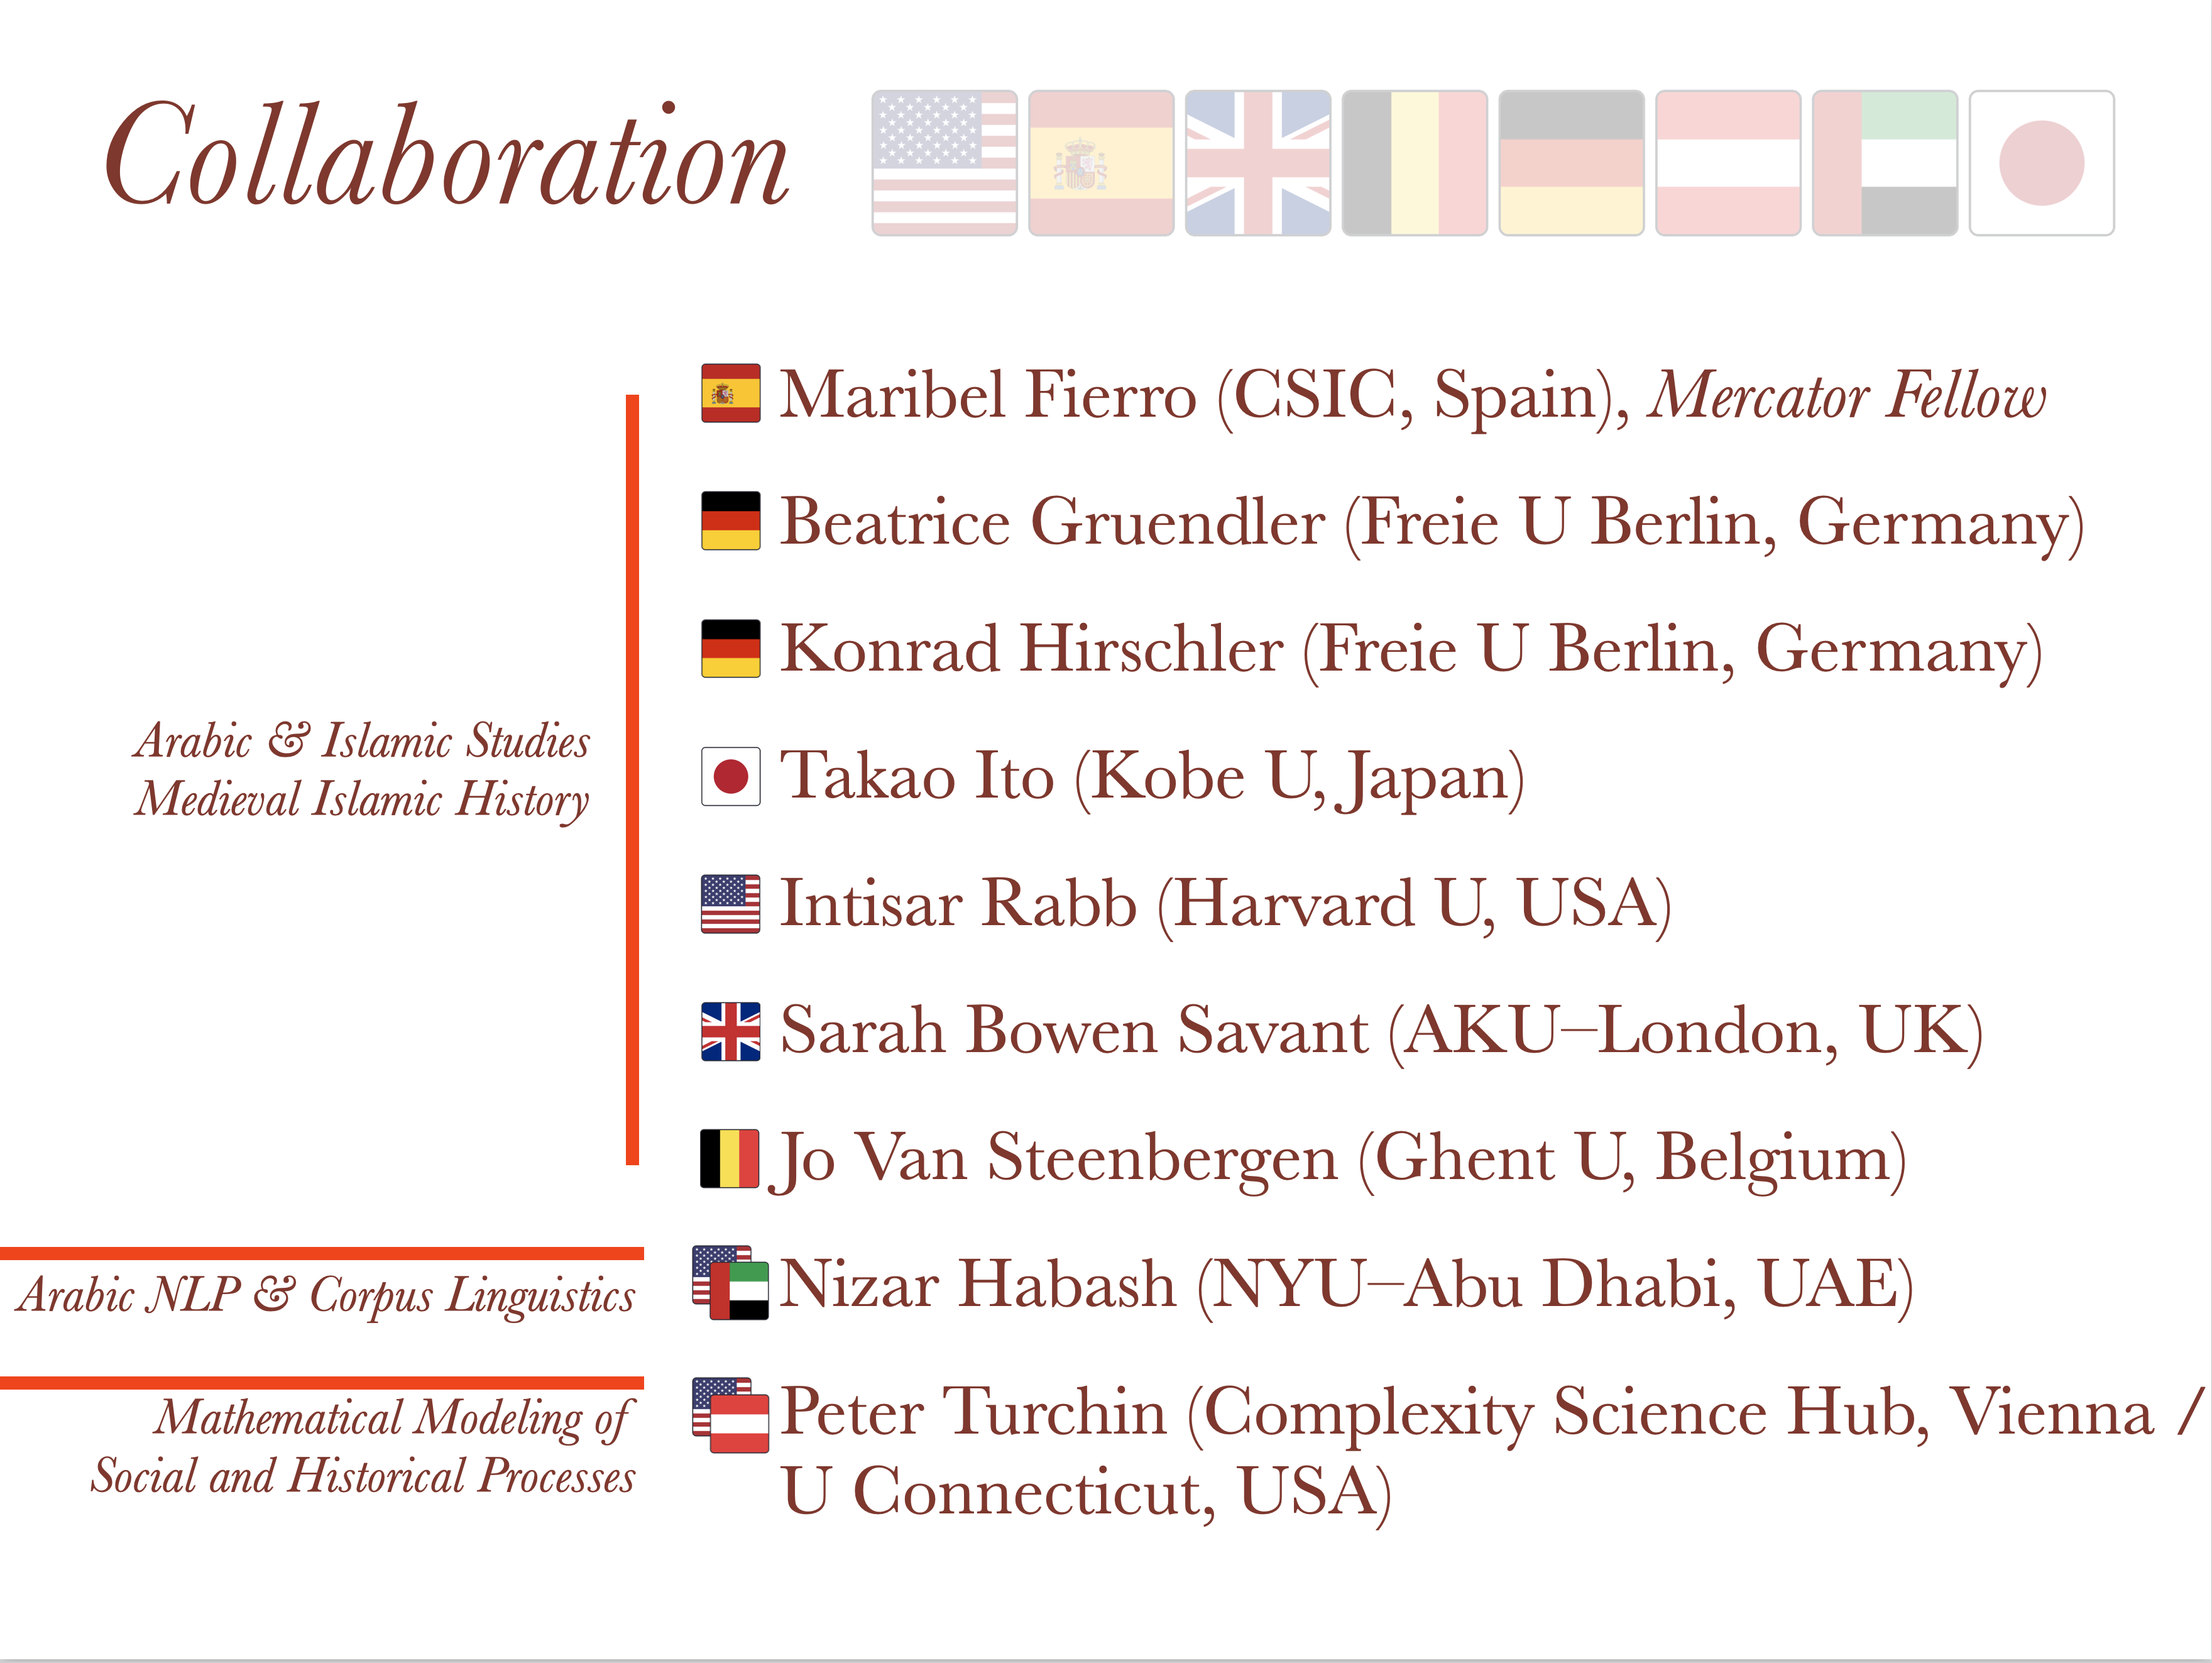 Collaboration
Maribel Fierro (CSIC, Spain), Mercator Fellow
Beatrice Gruendler (Freie U Berlin, Germany)
Konrad Hirschler (Freie U Berlin, Germany)
Arabic & Islamic Studies
Medieval Islamic History
Takao Ito (Kobe U, Japan)
Intisar Rabb (Harvard U, USA)
Sarah Bowen Savant (AKU–London, UK)
Jo Van Steenbergen (Ghent U, Belgium)
Arabic NLP & Corpus Linguistics
Nizar Habash (NYU–Abu Dhabi, UAE)
Mathematical Modeling of
Social and Historical Processes
Peter Turchin (Complexity Science Hub, Vienna /
U Connecticut, USA)